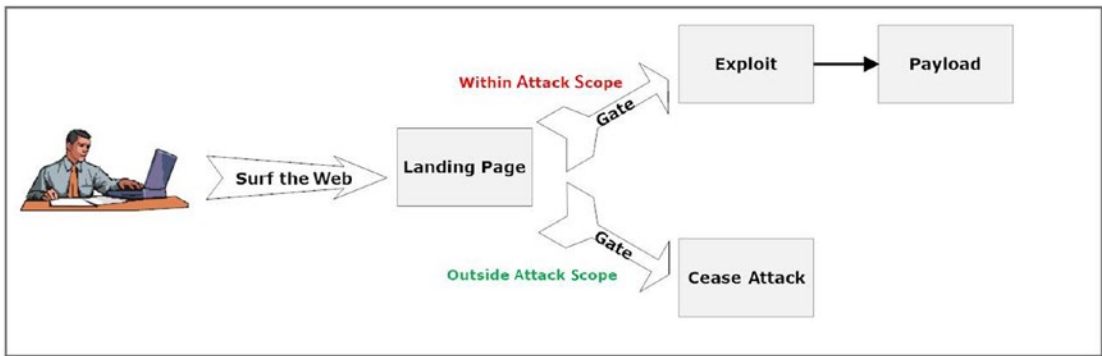 Surf the Web
Landing Page
Within Attack Scope
Gate
Exploit
Payload
Outside Attack Scope
Gate
Cease Attack